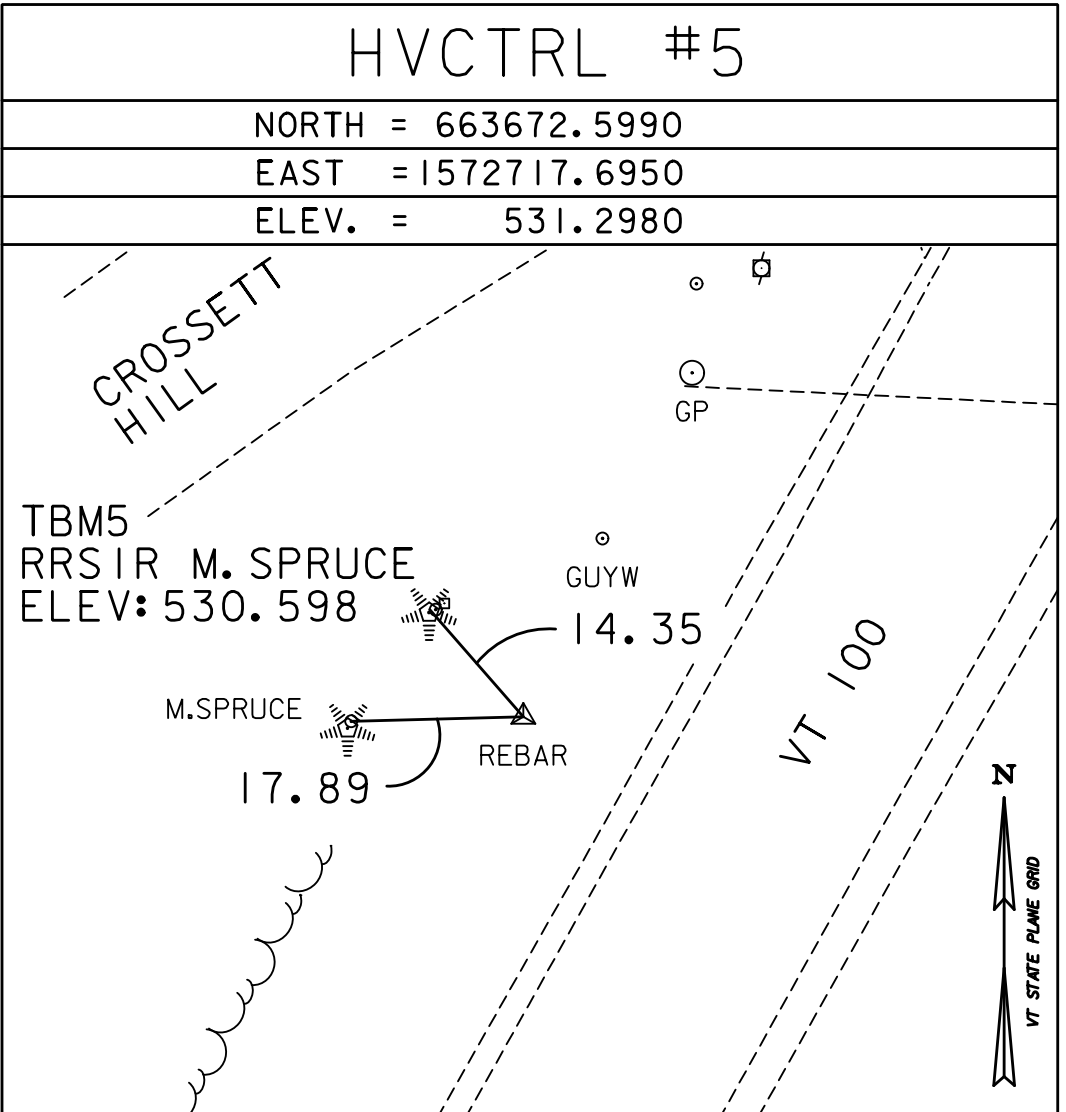 HVCTRL #5
NORTH = 663672.5990
EAST =1572717.6950
ELEV. = 531.2980
CROSSETT
HILL
GP
TBM5
RRSIR M. SPRUCE
ELEV: 530.598
GUYW
14.35
M.SPRUCE
REBAR
17.89
VT 100
N
VT STATE PLANE GRID